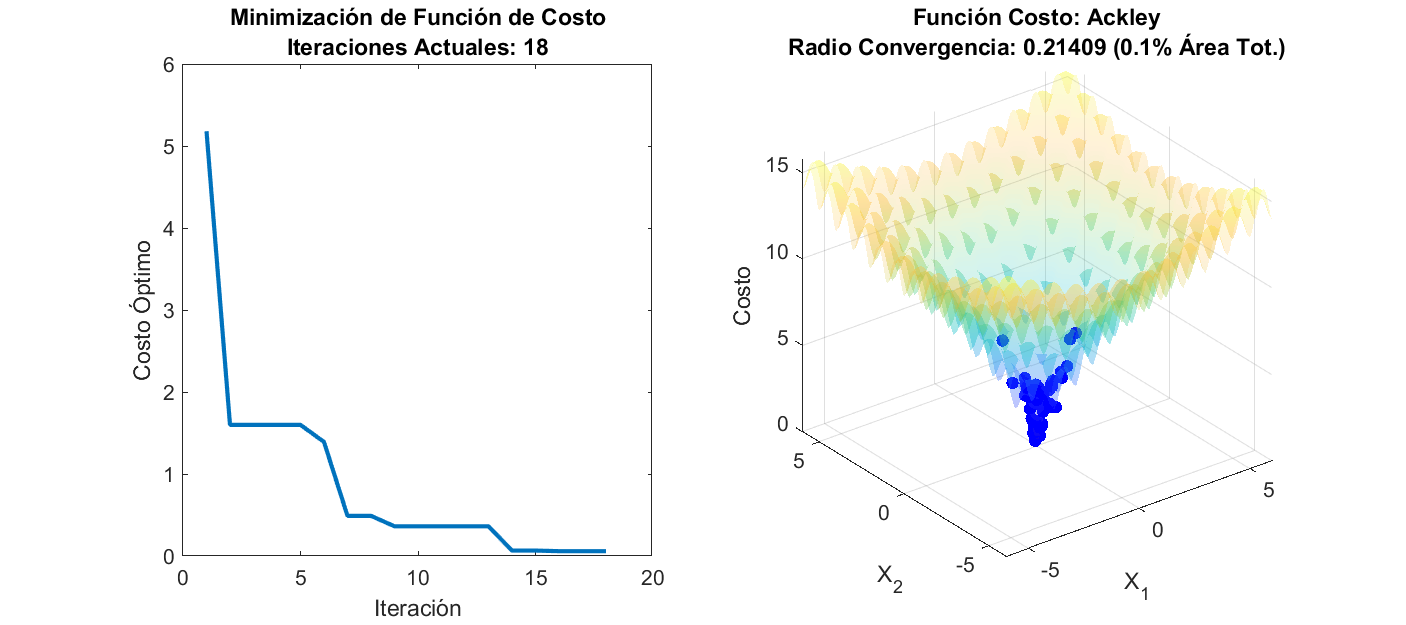 Minimización de Función de Costo
Iteraciones Actuales: 18
6
5
4
3
2
1
0
Costo Óptimo
0
5
10
15
20
Iteración
Función Costo: Ackley
Radio Convergencia: 0.21409 (0.1% Área Tot.)
15
10
5
0
Costo
5
0
-5
X2
-5
0
5
X1